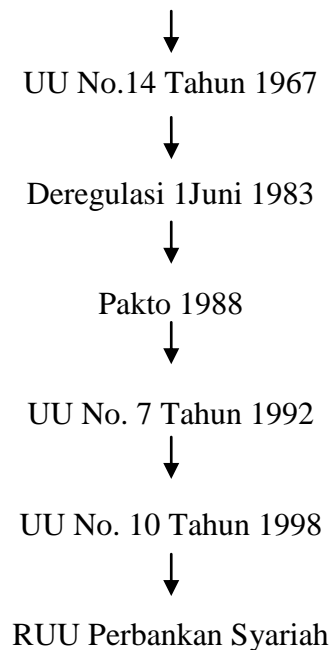 UU No.14 Tahun 1967
Deregulasi 1Juni 1983
Pakto 1988
UU No. 7 Tahun 1992
UU No. 10 Tahun 1998
RUU Perbankan Syariah